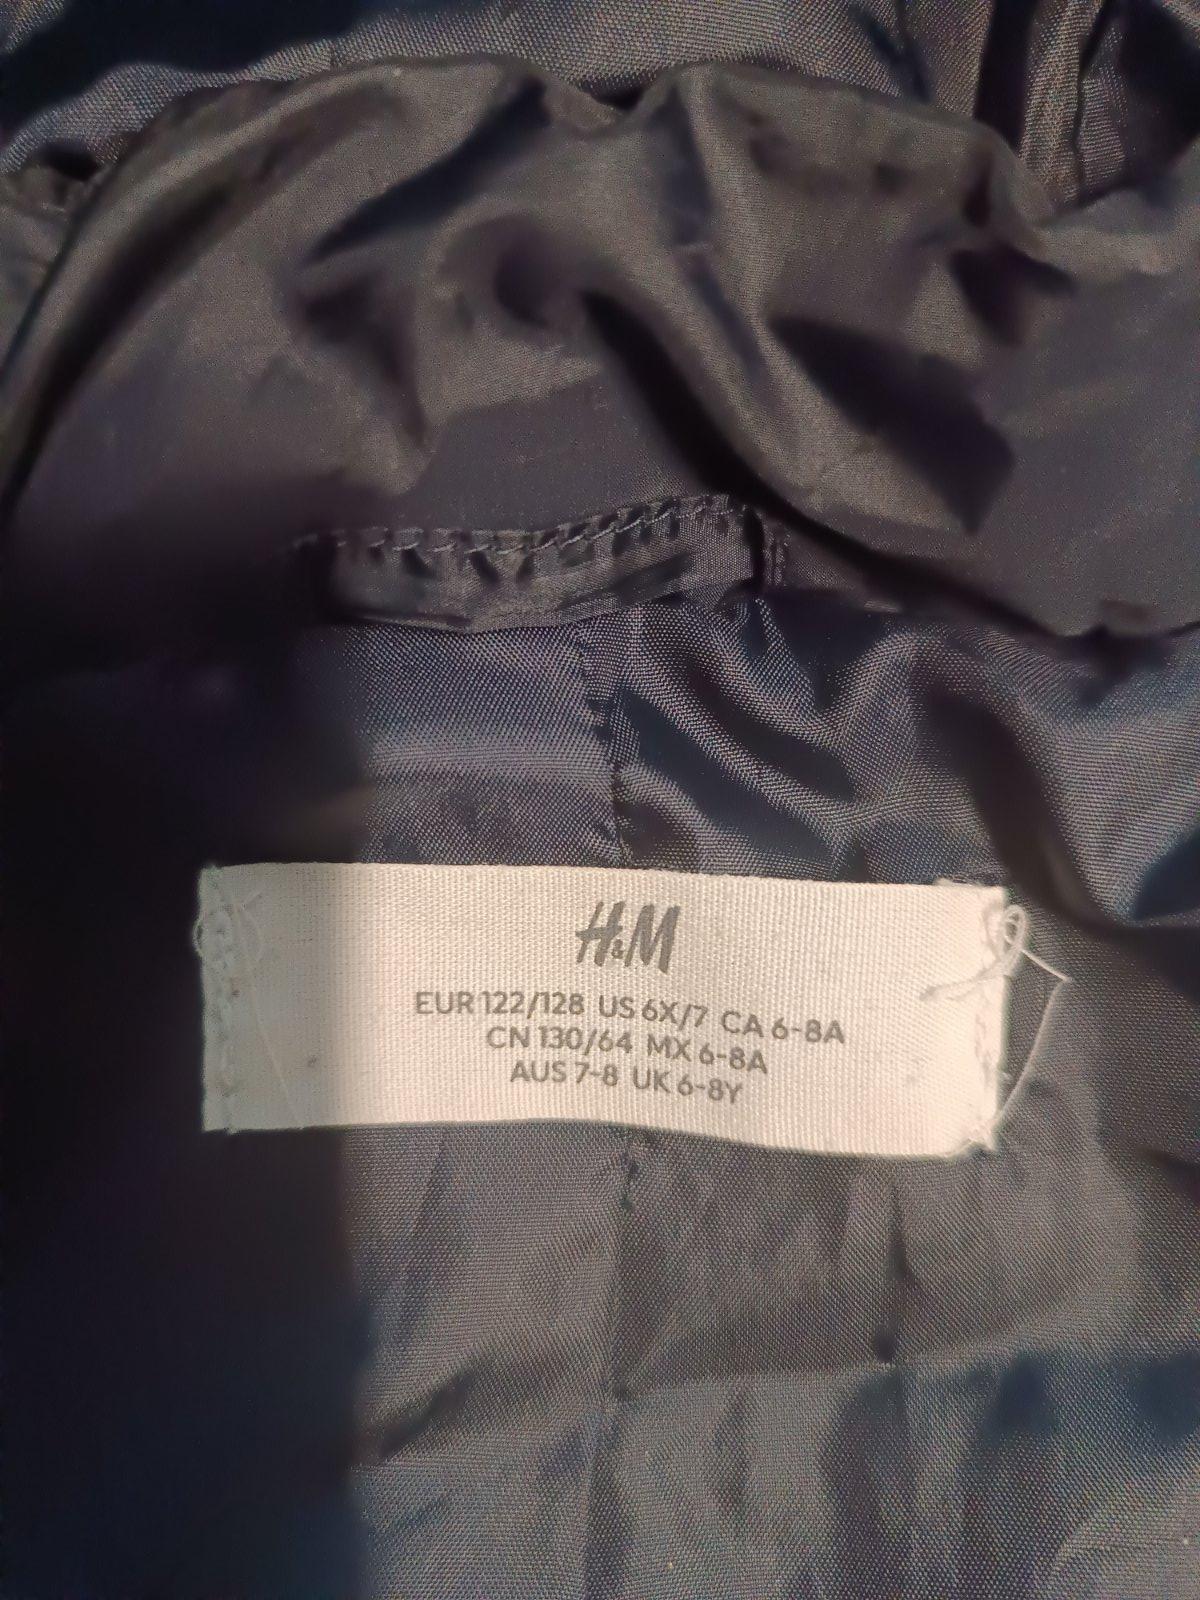 H&M
EUR 122/128 US 6X/7 CA 6-8A
CN 130/64 MX 6-8A
AUS 7-8 UK 6-8Y